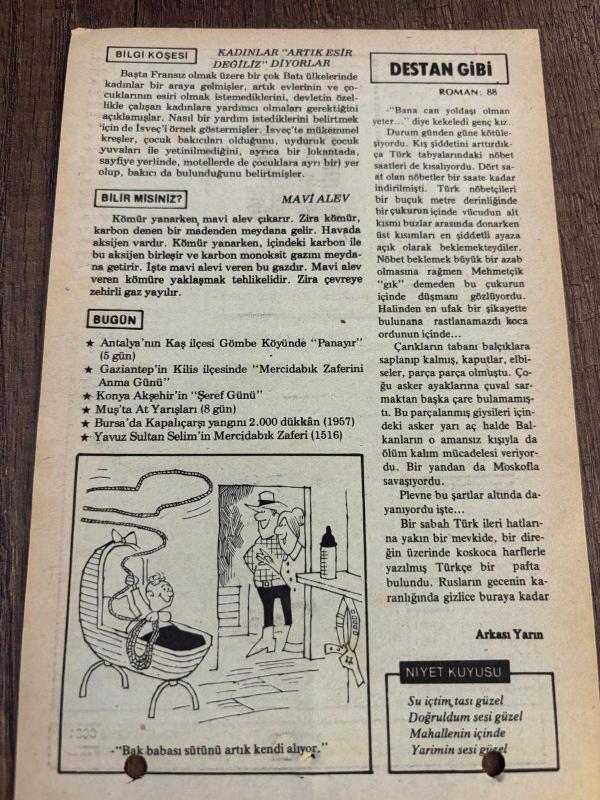 BİLGİ KÖŞESİ
KADINLAR "ARTIK ESİR
DEĞİLİZ" DİYORLAR
Başta Fransız olmak üzere bir çok Batı ülkelerinde
kadınlar bir araya gelmişler, artık evlerinin ve ço-
cuklarının esiri olmak istemediklerini, devletin özel-
likle çalışan kadınlara yardımcı olmaları gerektiğini
açıklamışlar. Nasıl bir yardım istediklerini belirtmek
için de İsveç'i örnek göstermişler. İsveç'te mükemmel
kreşler, çocuk bakıcıları olduğunu, uyduruk çocuk
yuvaları ile yetinilmediğini, ayrıca bir lokantada,
sayfiye yerlinde, motellerde de çocuklara ayrı bir) yer
olup, bakıcı da bulunduğunu belirtmişler.
BİLİR MİSİNİZ?
MAVİ ALEV
Kömür yanarken mavi alev çıkarır. Zira kömür,
karbon denen bir madenden meydana gelir. Havada
aksijen vardır. Kömür yanarken, içindeki karbon ile
bu aksijen birleşir ve karbon monoksit gazını meyda-
na getirir. İşte mavi alevi veren bu gazdır. Mavi alev
veren kömüre yaklaşmak tehlikelidir. Zira çevreye
zehirli gaz yayılır.
BUGÜN
★ Antalya'nın Kaş ilçesi Gömbe Köyünde "Panayır"
(5 gün)
★ Gaziantep'in Kilis ilçesinde "Mercidabık Zaferini
Anma Günü"
★ Konya Akşehir'in "Şeref Günü"
★ Muş'ta At Yarışları (8 gün)
★ Bursa'da Kapalıçarşı yangını 2.000 dükkân (1957)
★ Yavuz Sultan Selim'in Mercidabık Zaferi (1516)
-"Bak babası sütünü artık kendi alıyor."
DESTAN GİBİ
ROMAN: 88
-"Bana can yoldaşı olman
yeter..." diye kekeledi genç kız..
Durum günden güne kötüle-
şiyordu. Kış şiddetini arttırdık-
ça Türk tabyalarındaki nöbet
saatleri de kısalıyordu. Dört sa-
at olan nöbetler bir saate kadar
indirilmişti. Türk nöbetçileri
bir buçuk metre derinliğinde
bir çukurun içinde vücudun alt
kısmı buzlar arasında donarken
üst kısımları en şiddetli ayaza
açık olarak beklemekteydiler.
Nöbet beklemek büyük bir azab
olmasına rağmen Mehmetçik
"gık" demeden bu çukurun
içinde düşmanı gözlüyordu.
Halinden en ufak bir şikayette
bulunana rastlanamazdı koca
ordunun içinde...
Çarıkların tabanı balçıklara
saplanıp kalmış, kaputlar, elbi-
seler, parça parça olmuştu. Ço-
ğu asker ayaklarına çuval sar-
maktan başka çare bulamamış-
tı. Bu parçalanmış giysileri için-
deki asker yarı aç halde Bal-
kanların o amansız kışıyla da
ölüm kalım mücadelesi veriyor-
du. Bir yandan da Moskofla
savaşıyordu.
Plevne bu şartlar altında da-
yanıyordu işte...
Bir sabah Türk ileri hatları-
na yakın bir mevkide, bir dire-
ğin üzerinde koskoca harflerle
yazılmış Türkçe bir pafta
bulundu. Rusların gecenin ka-
ranlığında gizlice buraya kadar
Arkası Yarın
NİYET KUYUSU
Su içtim tası güzel
Doğruldum sesi güzel
Mahallenin içinde
Yarimin sesi güzel